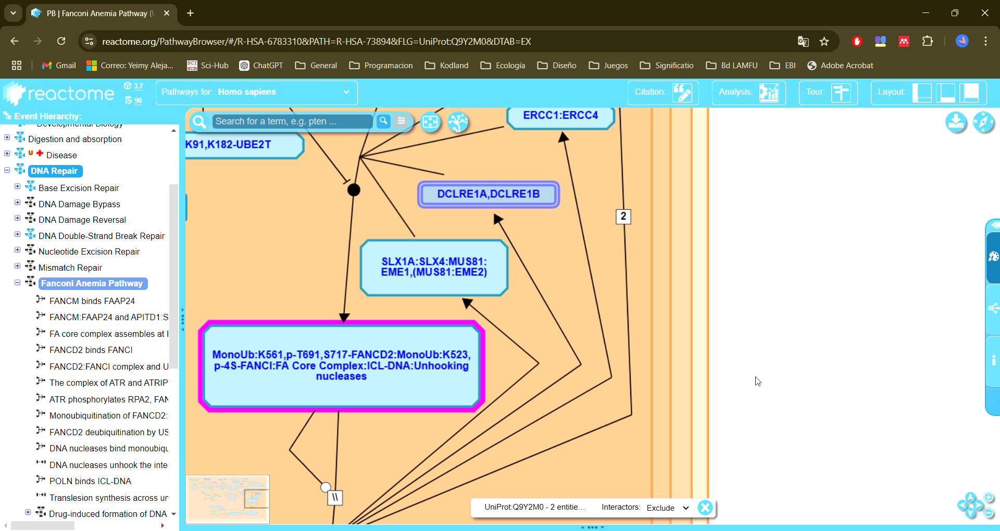 PB | Fanconi Anemia Pathway (
reactome.org/PathwayBrowser/#/R-HSA-6783310&PATH=R-HSA-73894&FLG=UniProt:Q9Y2M0&DTAB=EX
Gmail
Correo: Yeimy Aleja...
SCI HUB
Sci-Hub
ChatGPT
General
Programacion
Kodland
Ecología
Diseño
Juegos
Significatio
Bd LAMFU
EBI
Adobe Acrobat
reactome
3.7
90
Pathways for: Homo sapiens
Citation:
Analysis:
Tour:
Layout:
Event Hierarchy:
Developmental Biology
Digestion and absorption
U Disease
DNA Repair
Base Excision Repair
DNA Damage Bypass
DNA Damage Reversal
DNA Double-Strand Break Repair
Nucleotide Excision Repair
Mismatch Repair
Fanconi Anemia Pathway
FANCM binds FAAP24
FANCM:FAAP24 and APITD1:S
FA core complex assembles at
FANCD2 binds FANCI
FANCD2:FANCI complex and U
The complex of ATR and ATRIP
ATR phosphorylates RPA2, FAN
Monoubiquitination of FANCD2:
FANCD2 deubiquitination by US
DNA nucleases bind monoubiqu
DNA nucleases unhook the inte
POLN binds ICL-DNA
Translesion synthesis across un
Drug-induced formation of DNA
Search for a term, e.g. pten ...
K91,K182-UBE2T
ERCC1:ERCC4
DCLRE1A,DCLRE1B
2
SLX1A:SLX4:MUS81:
EME1,(MUS81:EME2)
MonoUb:K561,p-T691,S717-FANCD2:MonoUb:K523,
p-4S-FANCI:FA Core Complex:ICL-DNA:Unhooking
nucleases
\\
UniProt:Q9Y2M0 - 2 entitie...
Interactors: Exclude